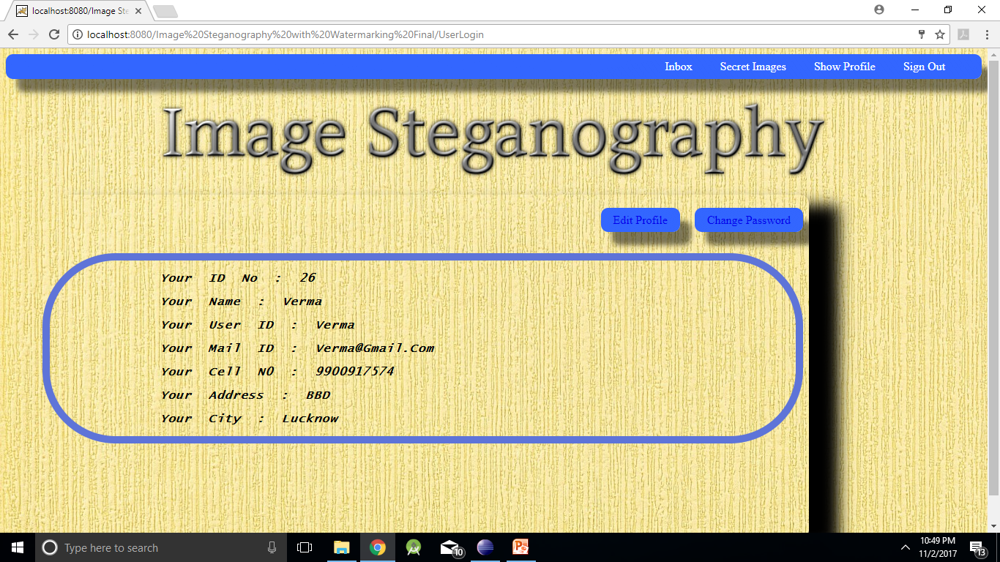 localhost:8080/Image Ste
localhost:8080/Image%20Steganography%20with%20Watermarking%20Final/UserLogin
Inbox Secret Images Show Profile Sign Out
Image Steganography
Edit Profile Change Password
Your ID No : 26
Your Name : Verma
Your User ID : Verma
Your Mail ID : Verma@Gmail.Com
Your Cell NO : 9900917574
Your Address : BBD
Your City : Lucknow
Type here to search
10
10:49 PM
11/2/2017
13